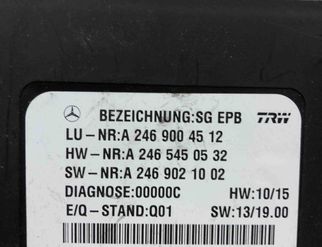 BEZEICHNUNG:SG EPB TRW
LU-NR:A 246 900 45 12
HW-NR:A 246 545 05 32
SW-NR:A 246 902 10 02
DIAGNOSE:00000C HW:10/15
E/Q-STAND:Q01 SW:13/19.00